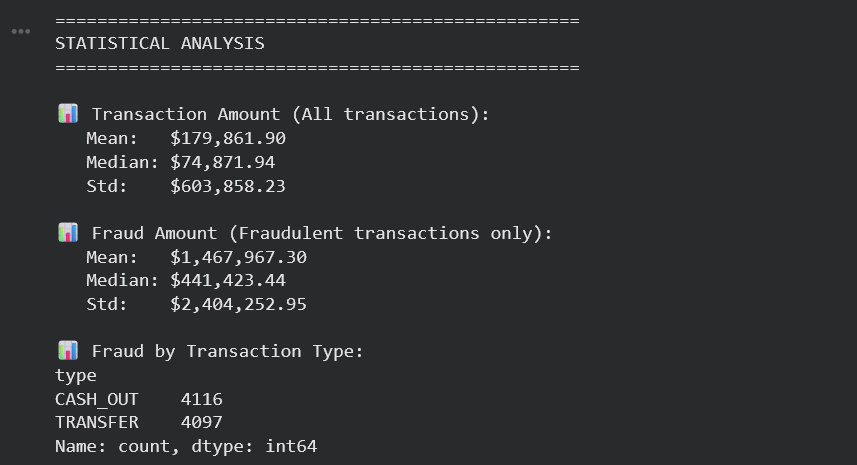 ==================================================
STATISTICAL ANALYSIS
==================================================
📊 Transaction Amount (All transactions):
Mean:   $179,861.90
Median: $74,871.94
Std:    $603,858.23
📊 Fraud Amount (Fraudulent transactions only):
Mean:   $1,467,967.30
Median: $441,423.44
Std:    $2,404,252.95
📊 Fraud by Transaction Type:
type
CASH_OUT    4116
TRANSFER    4097
Name: count, dtype: int64